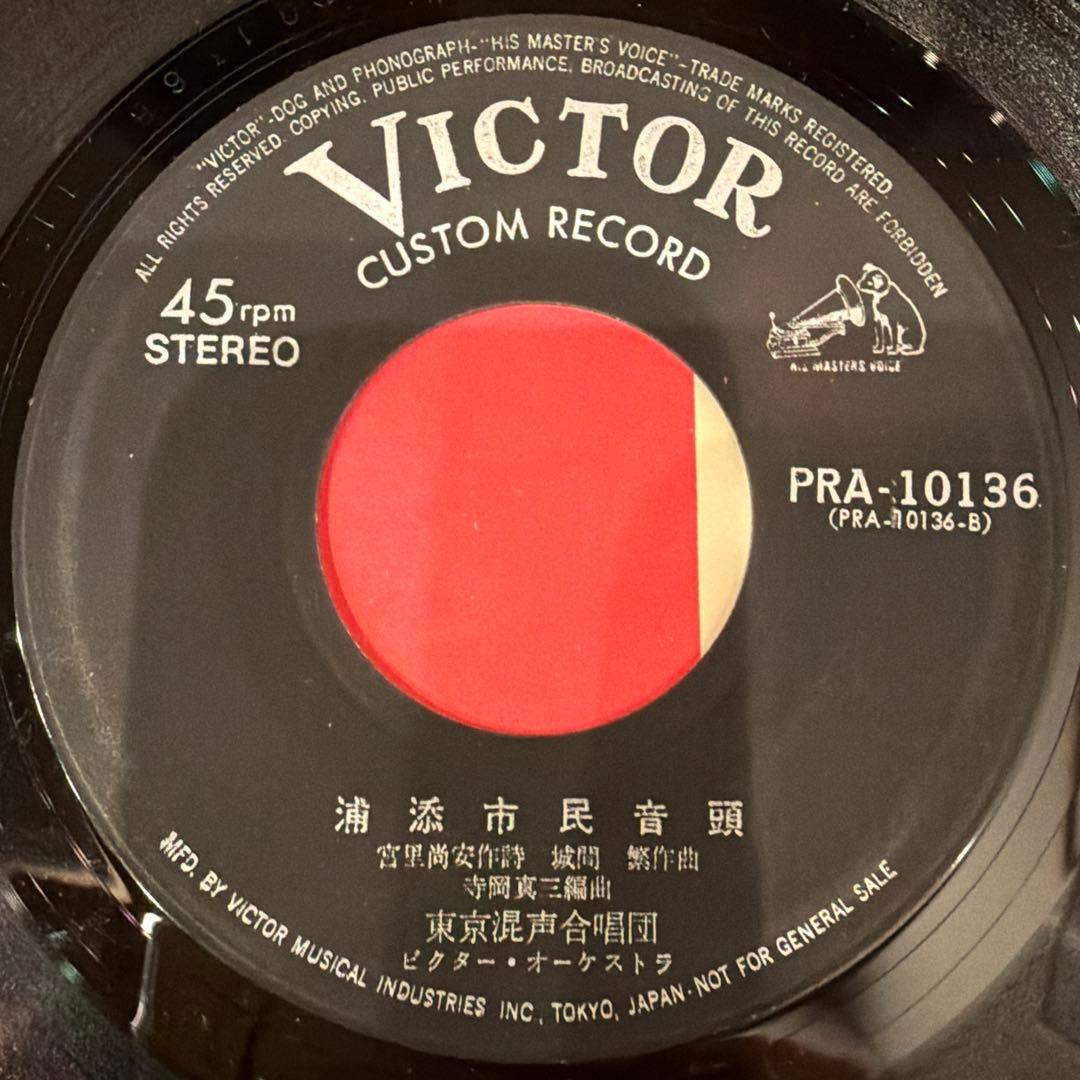 "VICTOR"-DOG AND PHONOGRAPH-"HIS MASTER'S VOICE"-TRADE MARKS REGISTERED.
ALL RIGHTS RESERVED. COPYING. PUBLIC PERFORMANCE. BROADCASTING OF THIS RECORD ARE FORBIDDEN
VICTOR
CUSTOM RECORD
45rpm
STEREO
HIS MASTERS VOICE
PRA-10136
(PRA-10136-B)
浦添市民音頭
宮里尚安作詩 城間 繁作曲
寺岡真三編曲
東京混声合唱団
ビクター・オーケストラ
MFD. BY VICTOR MUSICAL INDUSTRIES INC., TOKYO, JAPAN・NOT FOR GENERAL SALE